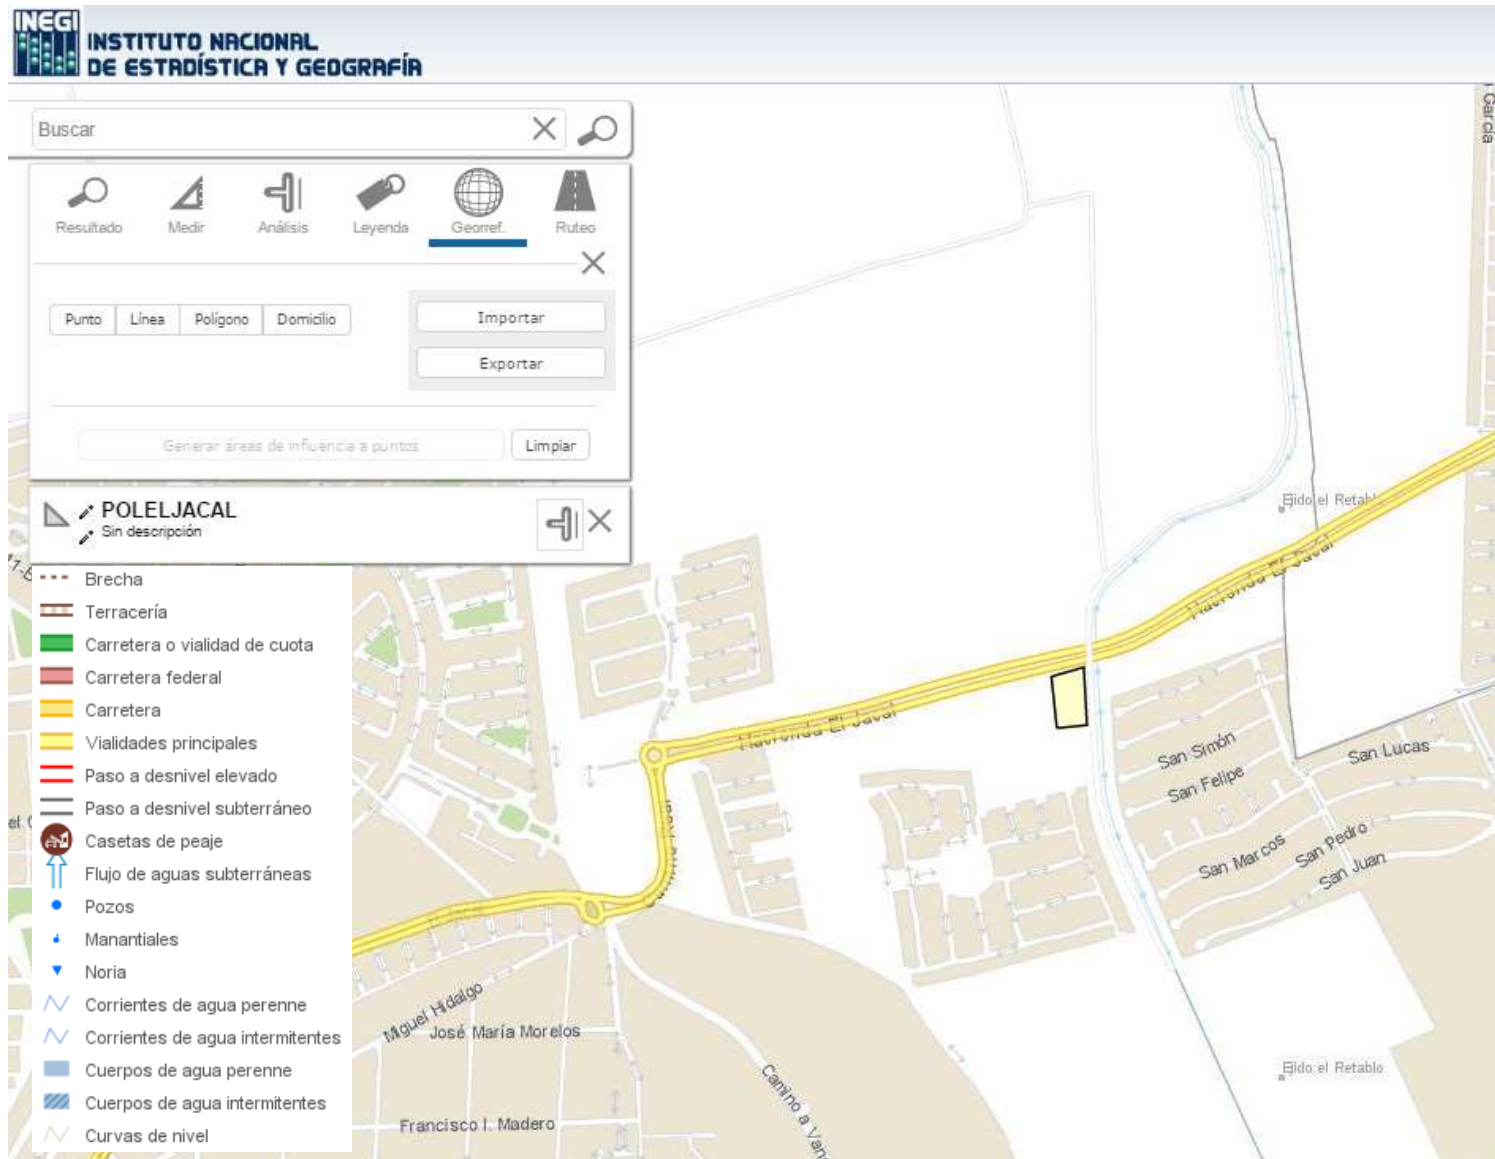 INEGI
INSTITUTO NACIONAL
DE ESTADÍSTICA Y GEOGRAFÍA
Buscar
Resultado
Medir
Análisis
Leyenda
Georref.
Ruteo
Punto
Línea
Polígono
Domicilio
Importar
Exportar
Generar áreas de influencia a puntos
Limpiar
POLELJACAL
Sin descripción
Brecha
Terracería
Carretera o vialidad de cuota
Carretera federal
Carretera
Vialidades principales
Paso a desnivel elevado
Paso a desnivel subterráneo
Casetas de peaje
Flujo de aguas subterráneas
Pozos
Manantiales
Noria
Corrientes de agua perenne
Corrientes de agua intermitentes
Cuerpos de agua perenne
Cuerpos de agua intermitentes
Curvas de nivel
García
Ejido el Retablo
San Simón
San Felipe
San Lucas
San Marcos
San Pedro
San Juan
Miguel Hidalgo
José María Morelos
Francisco I. Madero
Camino a
Ejido el Retablo